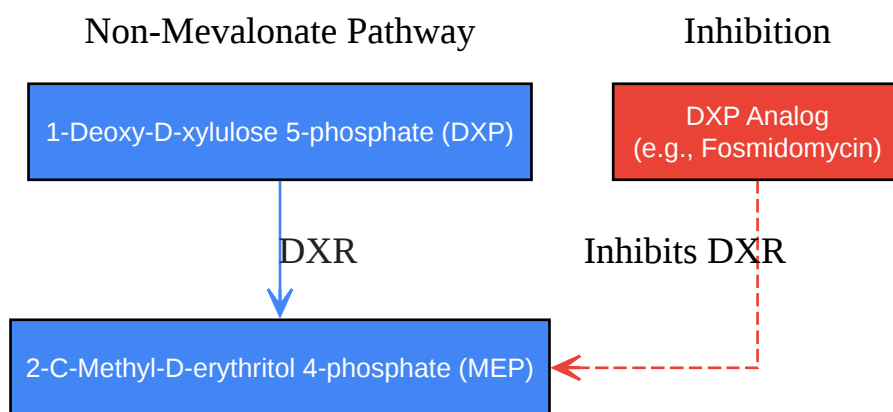 Non-Mevalonate Pathway
Inhibition
1-Deoxy-D-xylulose 5-phosphate (DXP)
DXP Analog
(e.g., Fosmidomycin)
DXR
Inhibits DXR
2-C-Methyl-D-erythritol 4-phosphate (MEP)